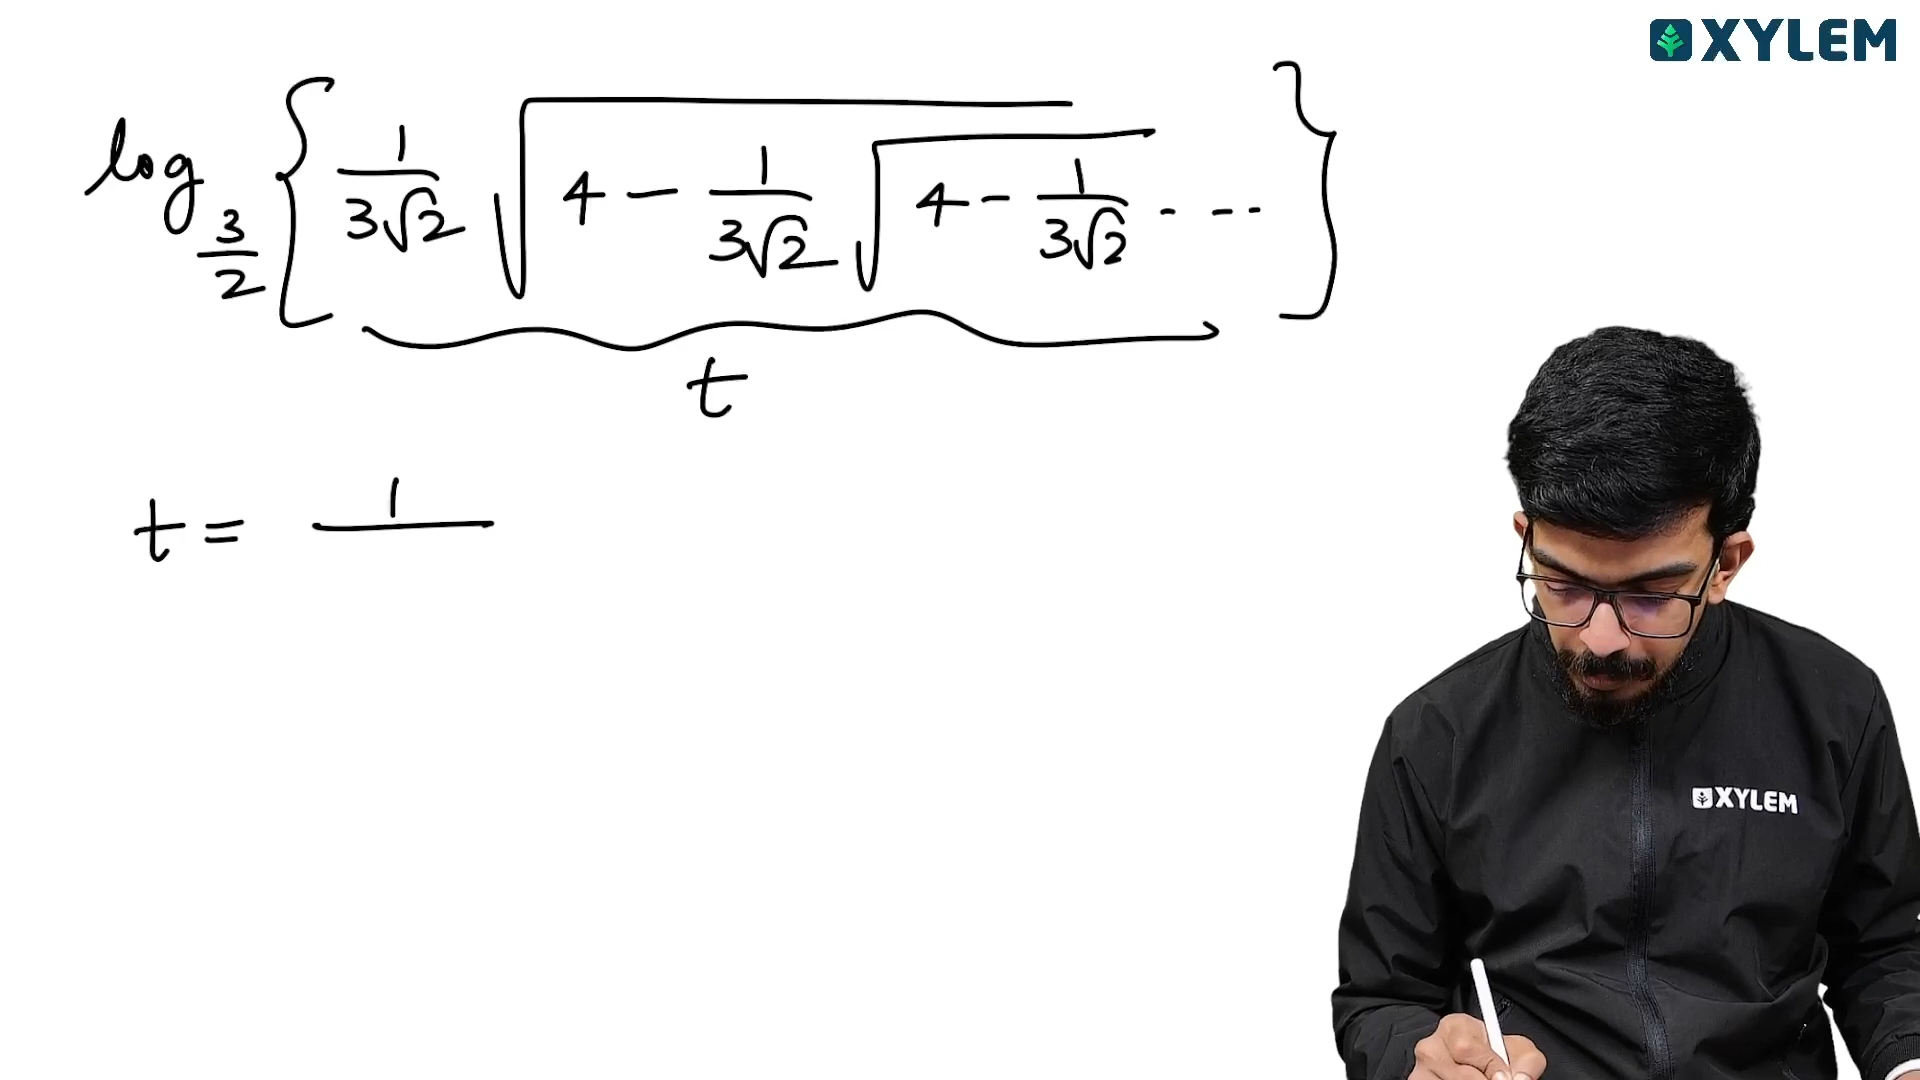 XYLEM
log_{3/2} { 1/(3√2) √(4 - 1/(3√2) √(4 - 1/(3√2) - - - - }
t
t = 1
XYLEM